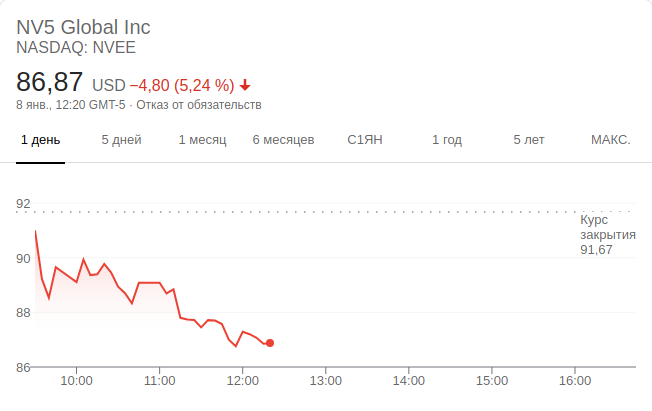 NV5 Global Inc
NASDAQ: NVEE
86,87 USD −4,80 (5,24 %)
8 янв., 12:20 GMT-5 · Отказ от обязательств
1 день 5 дней 1 месяц 6 месяцев С1ЯН 1 год 5 лет МАКС.
92
Курс
закрытия
91,67
90
88
86
10:00 11:00 12:00 13:00 14:00 15:00 16:00